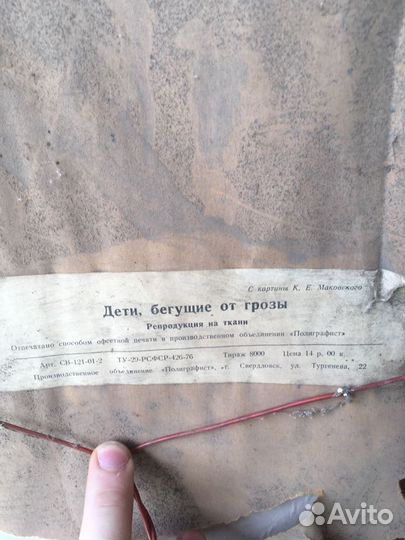 С картины К. Е. Маковского
Дети, бегущие от грозы
Репродукция на ткани
Отпечатано способом офсетной печати в производственном объединении «Полиграфист»
Арт. СВ-121-01-2 ТУ-29-РСФСР-426-76 Тираж 8000 Цена 14 р. 00 к.
Производственное объединение «Полиграфист», г. Свердловск, ул. Тургенева, 22
Avito